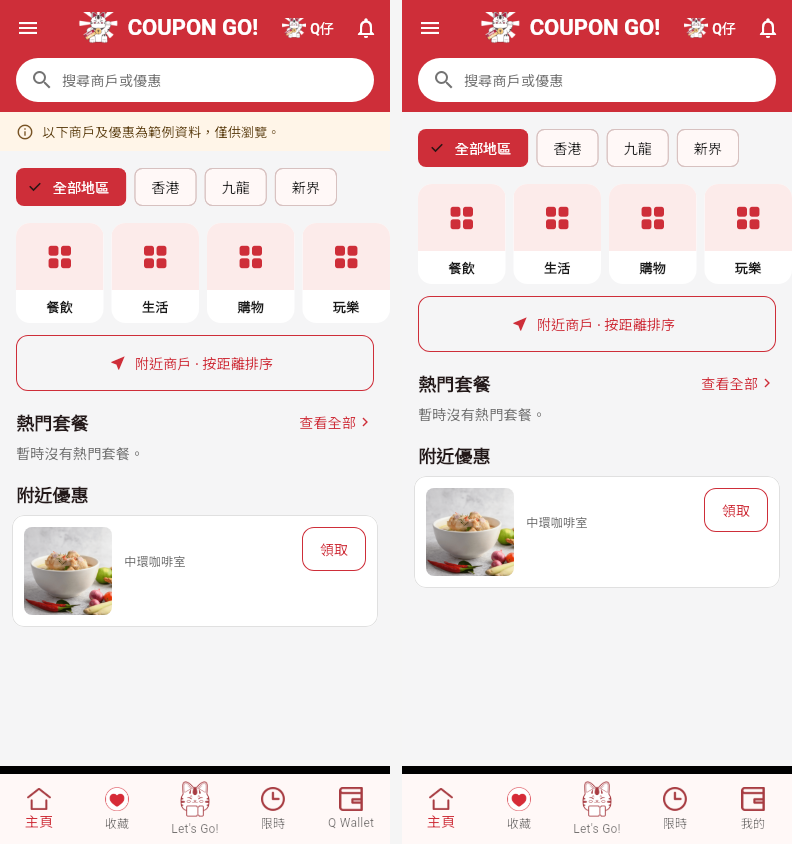 COUPON GO!
Q仔
搜尋商戶或優惠
以下商戶及優惠為範例資料，僅供瀏覽。
全部地區
香港
九龍
新界
餐飲
生活
購物
玩樂
附近商戶 · 按距離排序
熱門套餐
查看全部
暫時沒有熱門套餐。
附近優惠
中環咖啡室
領取
主頁
收藏
Let's Go!
限時
Q Wallet
COUPON GO!
Q仔
搜尋商戶或優惠
全部地區
香港
九龍
新界
餐飲
生活
購物
玩樂
附近商戶 · 按距離排序
熱門套餐
查看全部
暫時沒有熱門套餐。
附近優惠
中環咖啡室
領取
主頁
收藏
Let's Go!
限時
我的